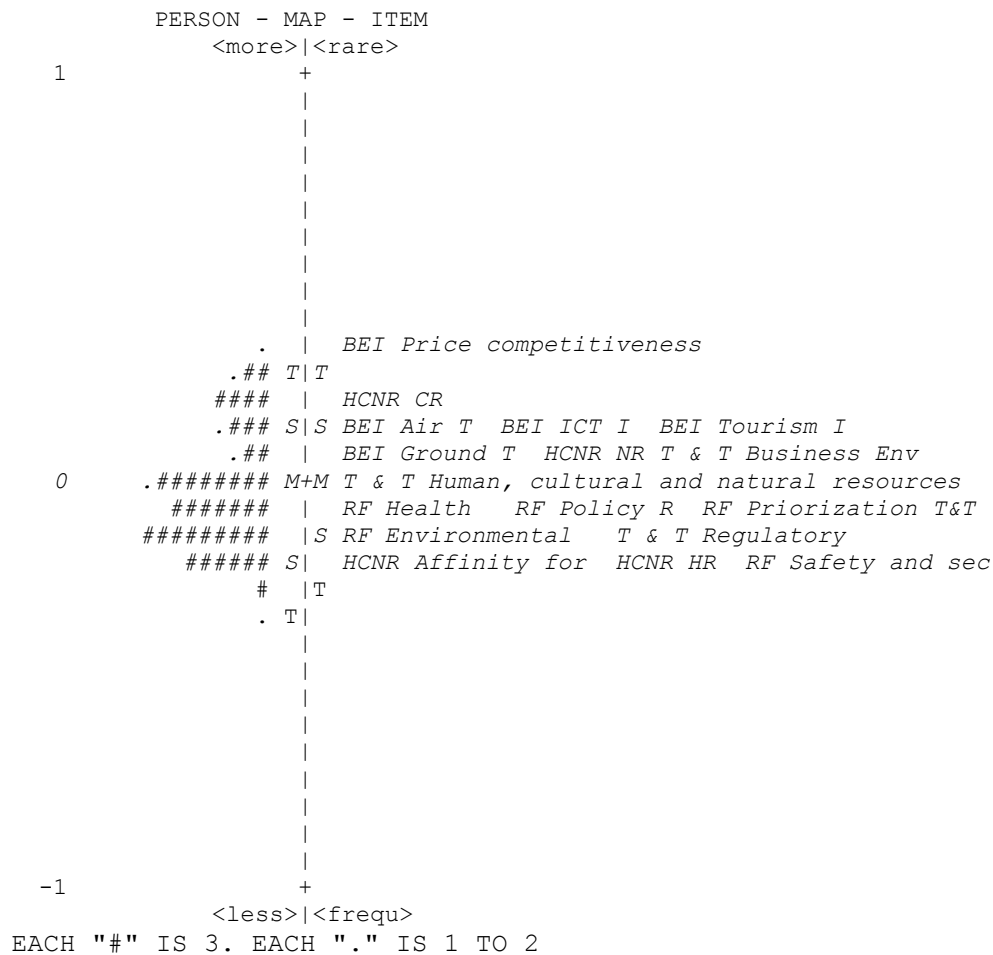 PERSON - MAP - ITEM
<more>|<rare>
1 +
|
|
|
|
|
|
|
|
|
. | BEI Price competitiveness
.## T|T
#### | HCNR CR
.### S|S BEI Air T BEI ICT I BEI Tourism I
.## | BEI Ground T HCNR NR T & T Business Env
0 .######## M+M T & T Human, cultural and natural resources
####### | RF Health RF Policy R RF Priorization T&T
######### |S RF Environmental T & T Regulatory
###### S| HCNR Affinity for HCNR HR RF Safety and sec
# |T
. T|
|
|
|
|
|
|
|
|
|
-1 +
<less>|<frequ>
EACH "#" IS 3. EACH "." IS 1 TO 2